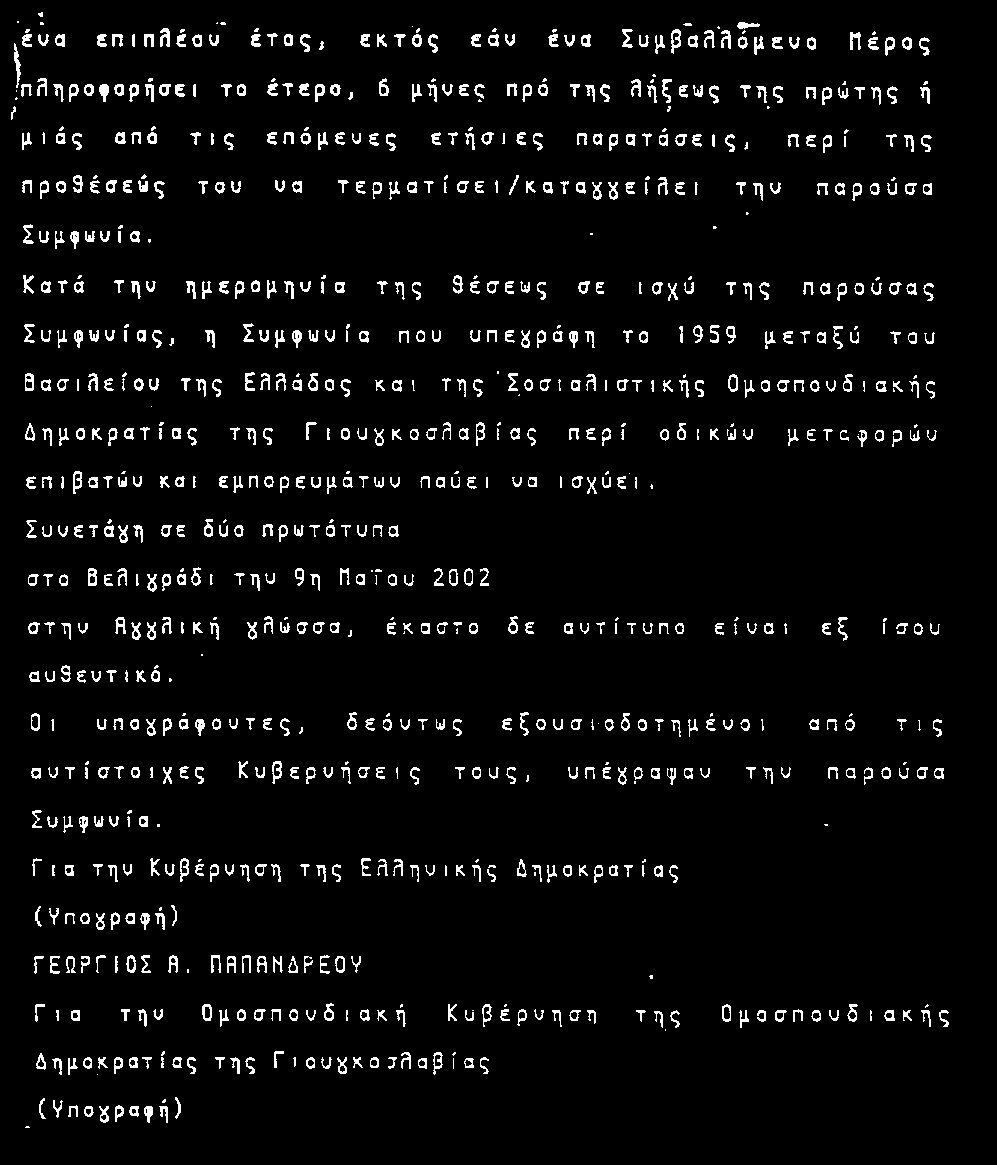 ένα επιπλέον έτος, εκτός εάν ένα Συμβαλλόμενο Μέρος
πληροφορήσει το έτερο, 6 μήνες πρό της λήξεως της πρώτης ή
μιάς από τις επόμενες ετήσιες παρατάσεις, περί της
προθέσεώς του να τερματίσει/καταγγείλει την παρούσα
Συμφωνία.
Κατά την ημερομηνία της θέσεως σε ισχύ της παρούσας
Συμφωνίας, η Συμφωνία που υπεγράφη το 1959 μεταξύ του
Βασιλείου της Ελλάδος και της Σοσιαλιστικής Ομοσπονδιακής
Δημοκρατίας της Γιουγκοσλαβίας περί οδικών μεταφορών
επιβατών και εμπορευμάτων παύει να ισχύει.
Συνετάγη σε δύο πρωτότυπα
στο Βελιγράδι την 9η Μαΐου 2002
στην Αγγλική γλώσσα, έκαστο δε αντίτυπο είναι εξ ίσου
αυθεντικό.
Οι υπογράφοντες, δεόντως εξουσιοδοτημένοι από τις
αντίστοιχες Κυβερνήσεις τους, υπέγραψαν την παρούσα
Συμφωνία.
Για την Κυβέρνηση της Ελληνικής Δημοκρατίας
(Υπογραφή)
ΓΕΩΡΓΙΟΣ Α. ΠΑΠΑΝΔΡΕΟΥ
Για την Ομοσπονδιακή Κυβέρνηση της Ομοσπονδιακής
Δημοκρατίας της Γιουγκοσλαβίας
(Υπογραφή)